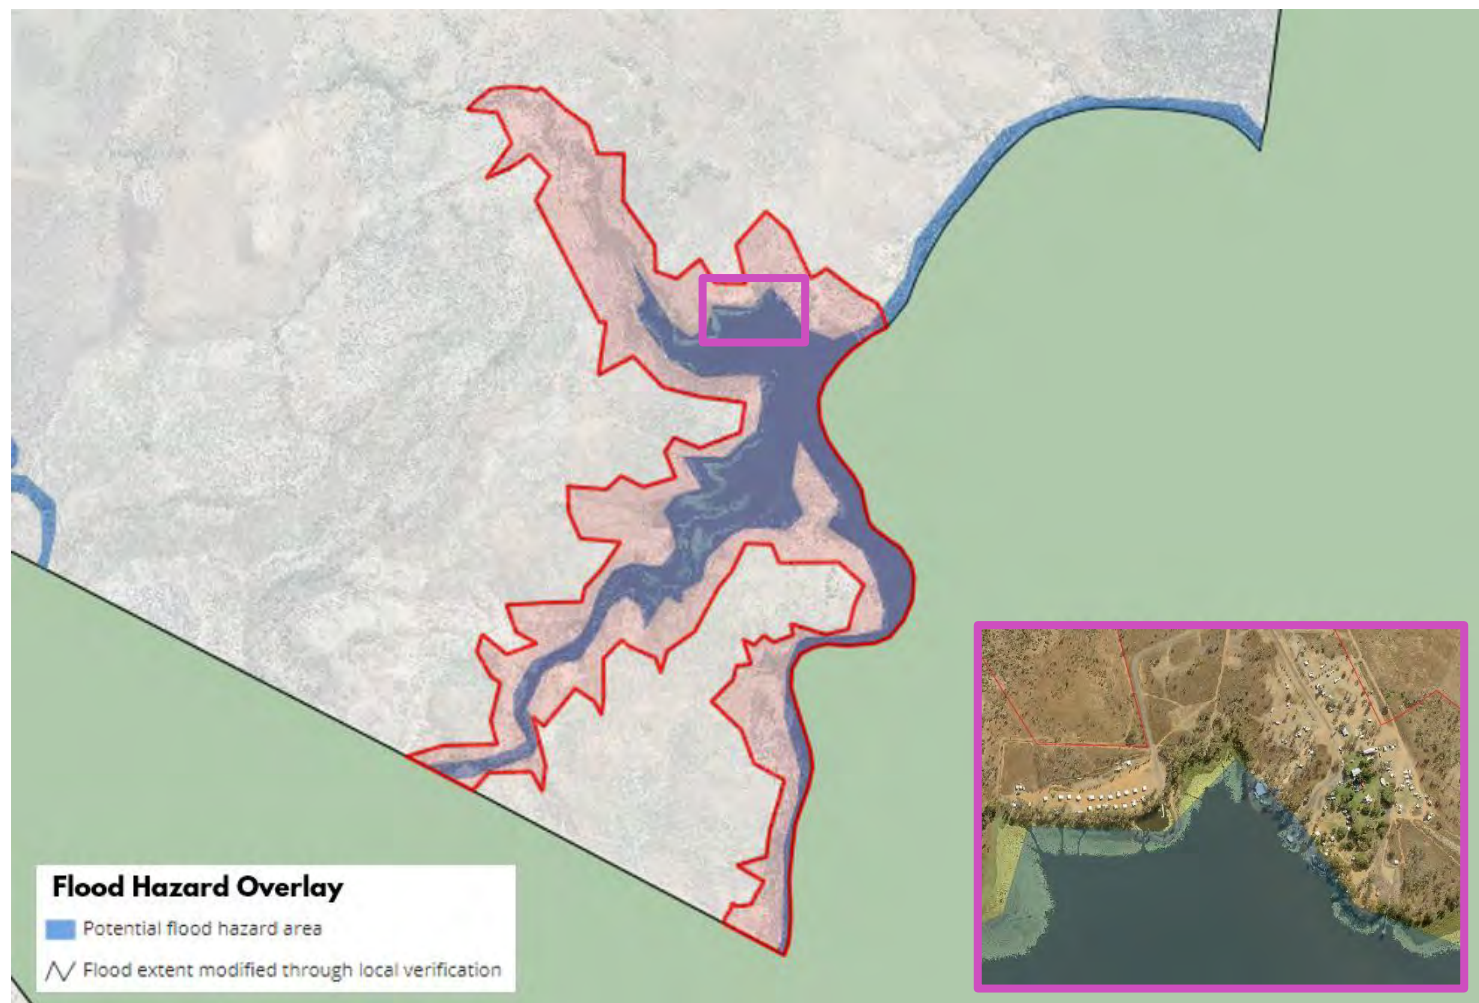 Flood Hazard Overlay
Potential flood hazard area
Flood extent modified through local verification